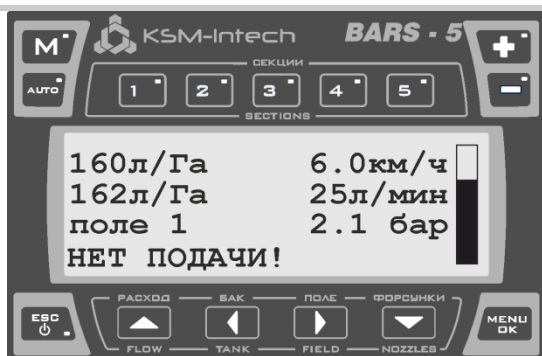 M
KSM-Intech
BARS - 5
+
AUTO
СЕКЦИИ
-
1 2 3 4 5
SECTIONS
160л/Га 6.0км/ч
162л/Га 25л/мин
поле 1 2.1 бар
НЕТ ПОДАЧИ!
ESC
РАСХОД БАК ПОЛЕ ФОРСУНКИ
MENU
OK
FLOW TANK FIELD NOZZLES